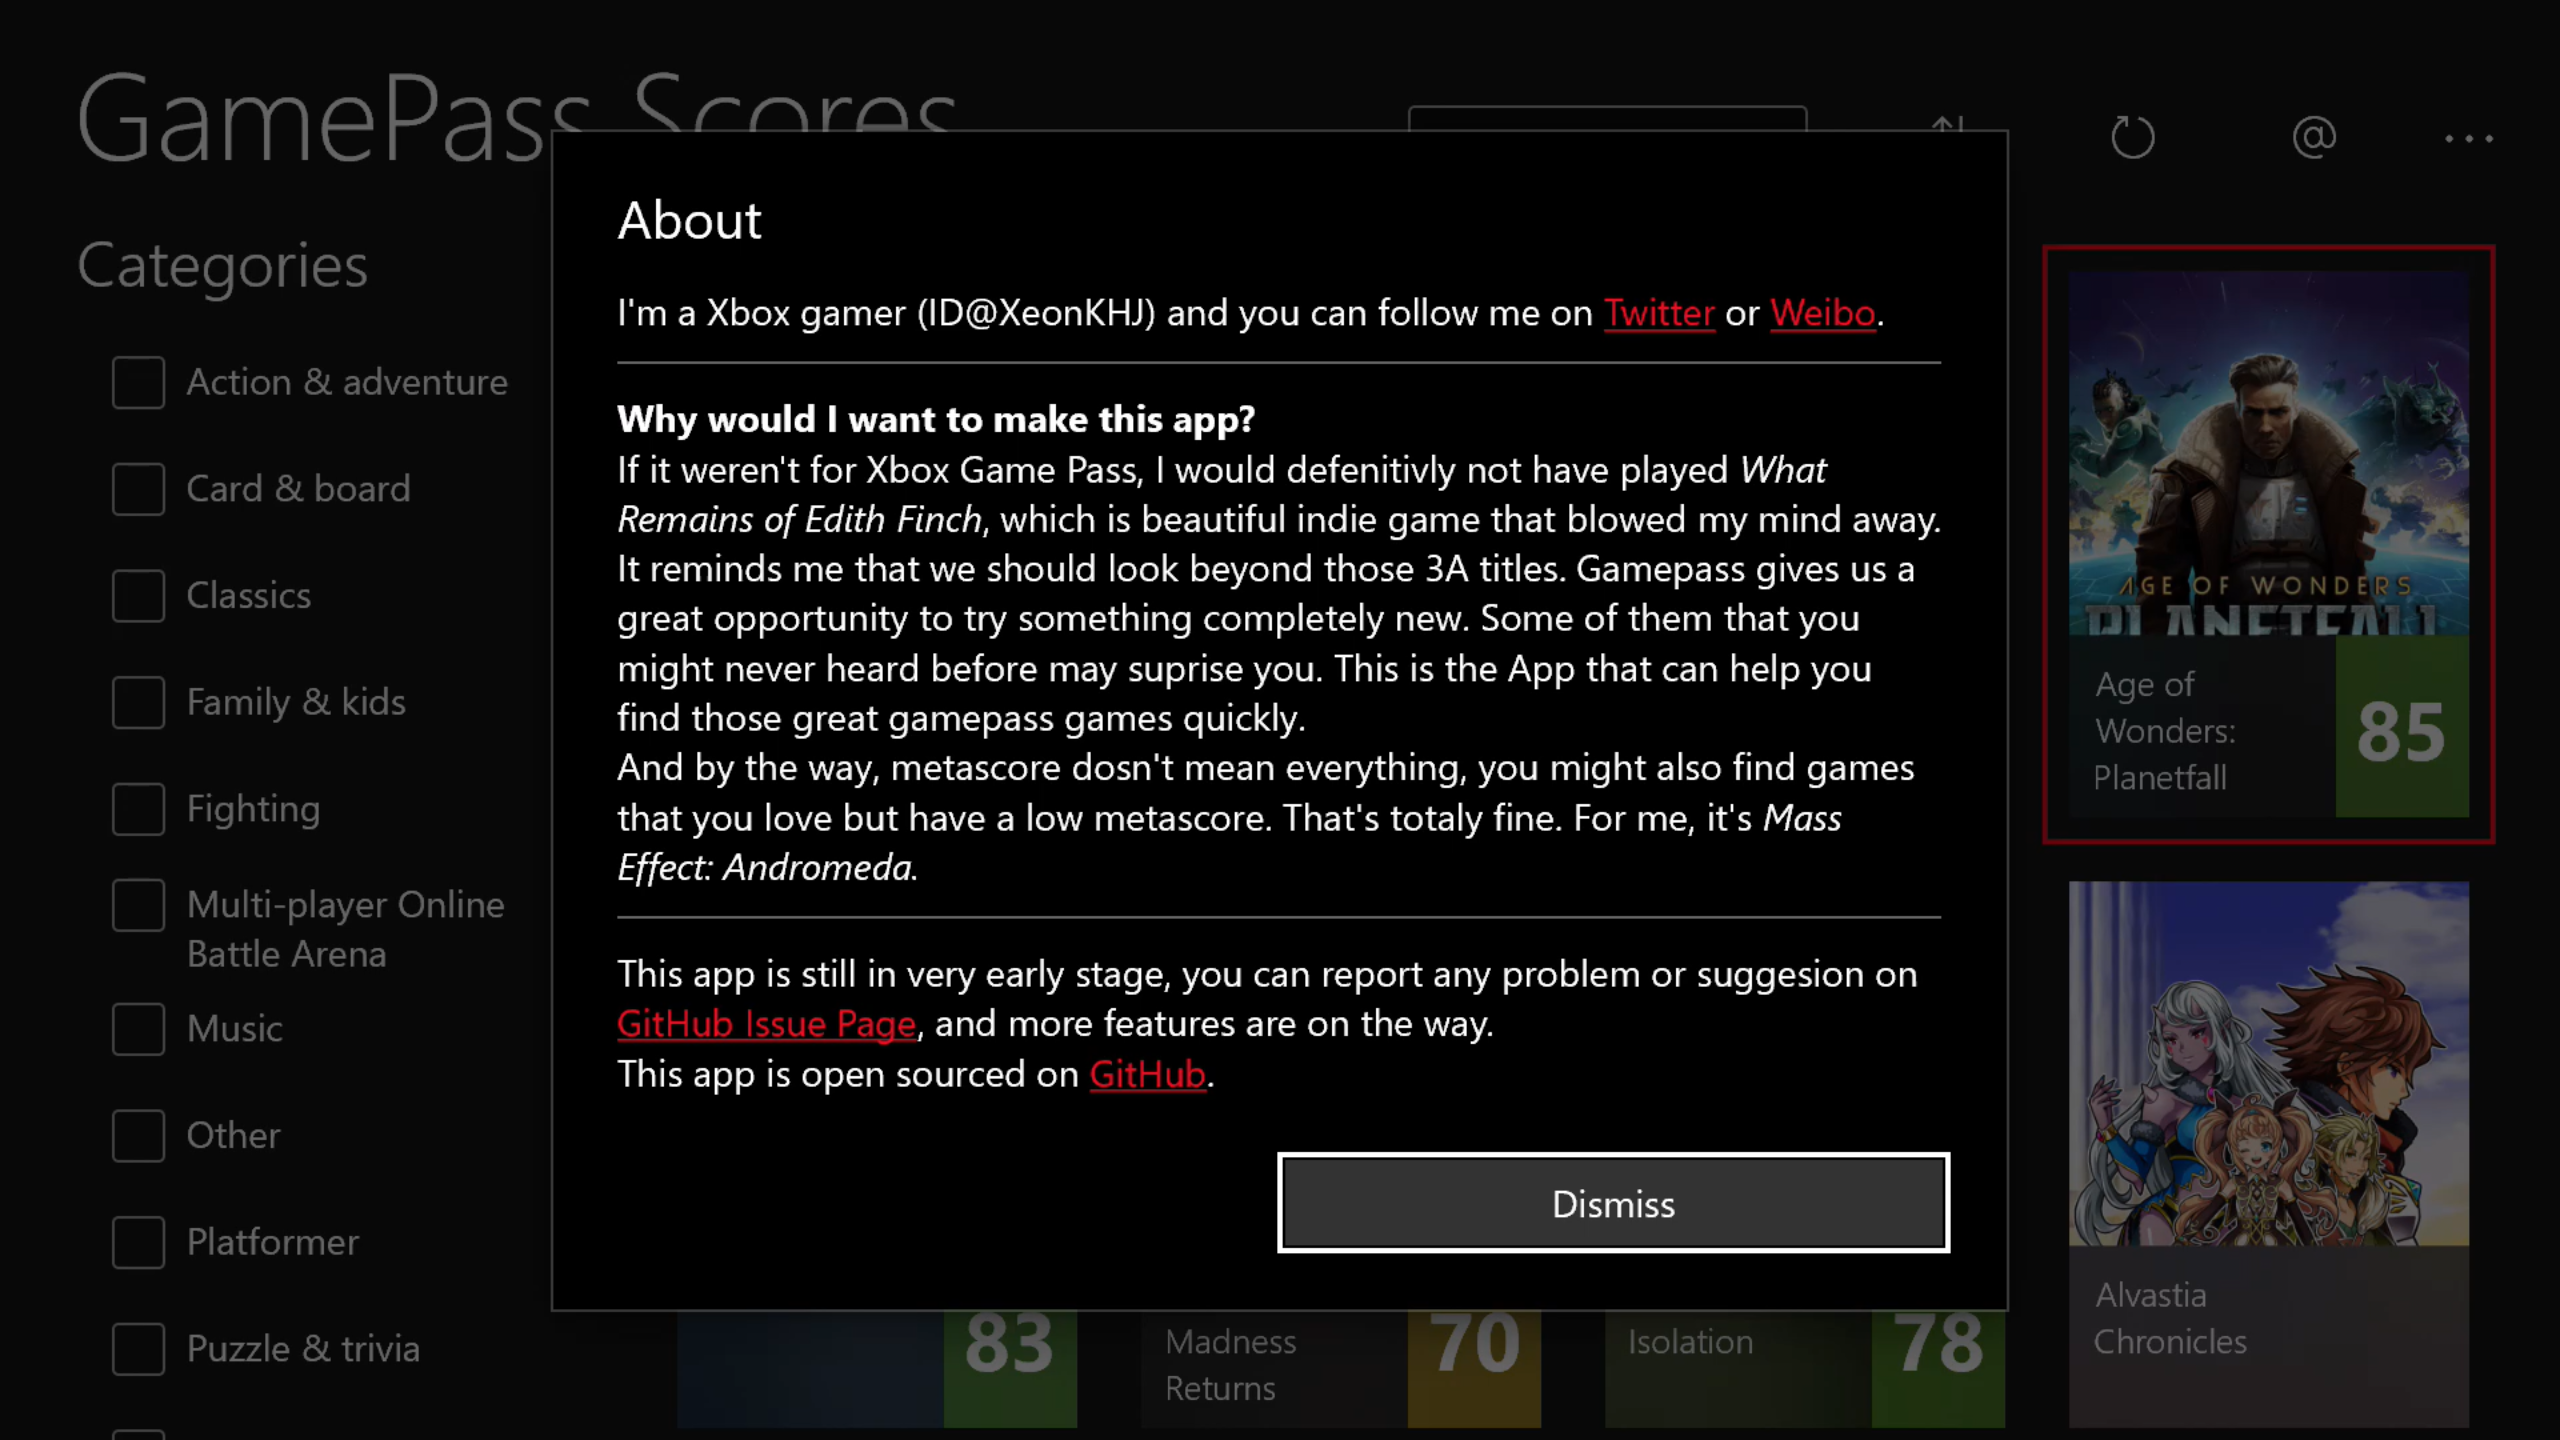 GamePass Scores
@
...
Categories
Action & adventure
Card & board
Classics
Family & kids
Fighting
Multi-player Online
Battle Arena
Music
Other
Platformer
Puzzle & trivia
About
I'm a Xbox gamer (ID@XeonKHJ) and you can follow me on Twitter or Weibo.
Why would I want to make this app?
If it weren't for Xbox Game Pass, I would defenitivly not have played What
Remains of Edith Finch, which is beautiful indie game that blowed my mind away.
It reminds me that we should look beyond those 3A titles. Gamepass gives us a
great opportunity to try something completely new. Some of them that you
might never heard before may suprise you. This is the App that can help you
find those great gamepass games quickly.
And by the way, metascore dosn't mean everything, you might also find games
that you love but have a low metascore. That's totaly fine. For me, it's Mass
Effect: Andromeda.
This app is still in very early stage, you can report any problem or suggesion on
GitHub Issue Page, and more features are on the way.
This app is open sourced on GitHub.
Dismiss
AGE OF WONDERS
PLANETFALL
Age of
Wonders:
Planetfall
85
83
Madness
Returns
70
Isolation
78
Alvastia
Chronicles